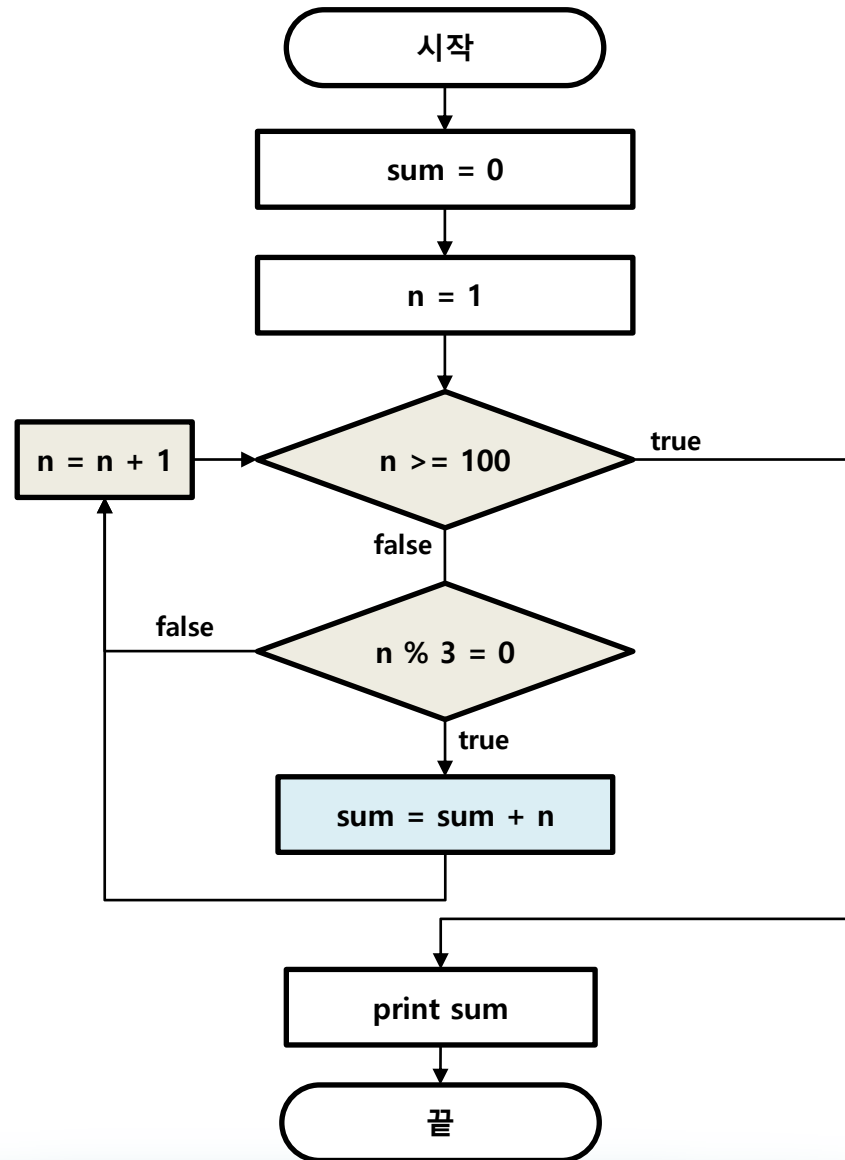 시작
sum = 0
n = 1
n = n + 1
n >= 100
true
false
false
n % 3 = 0
true
sum = sum + n
print sum
끝